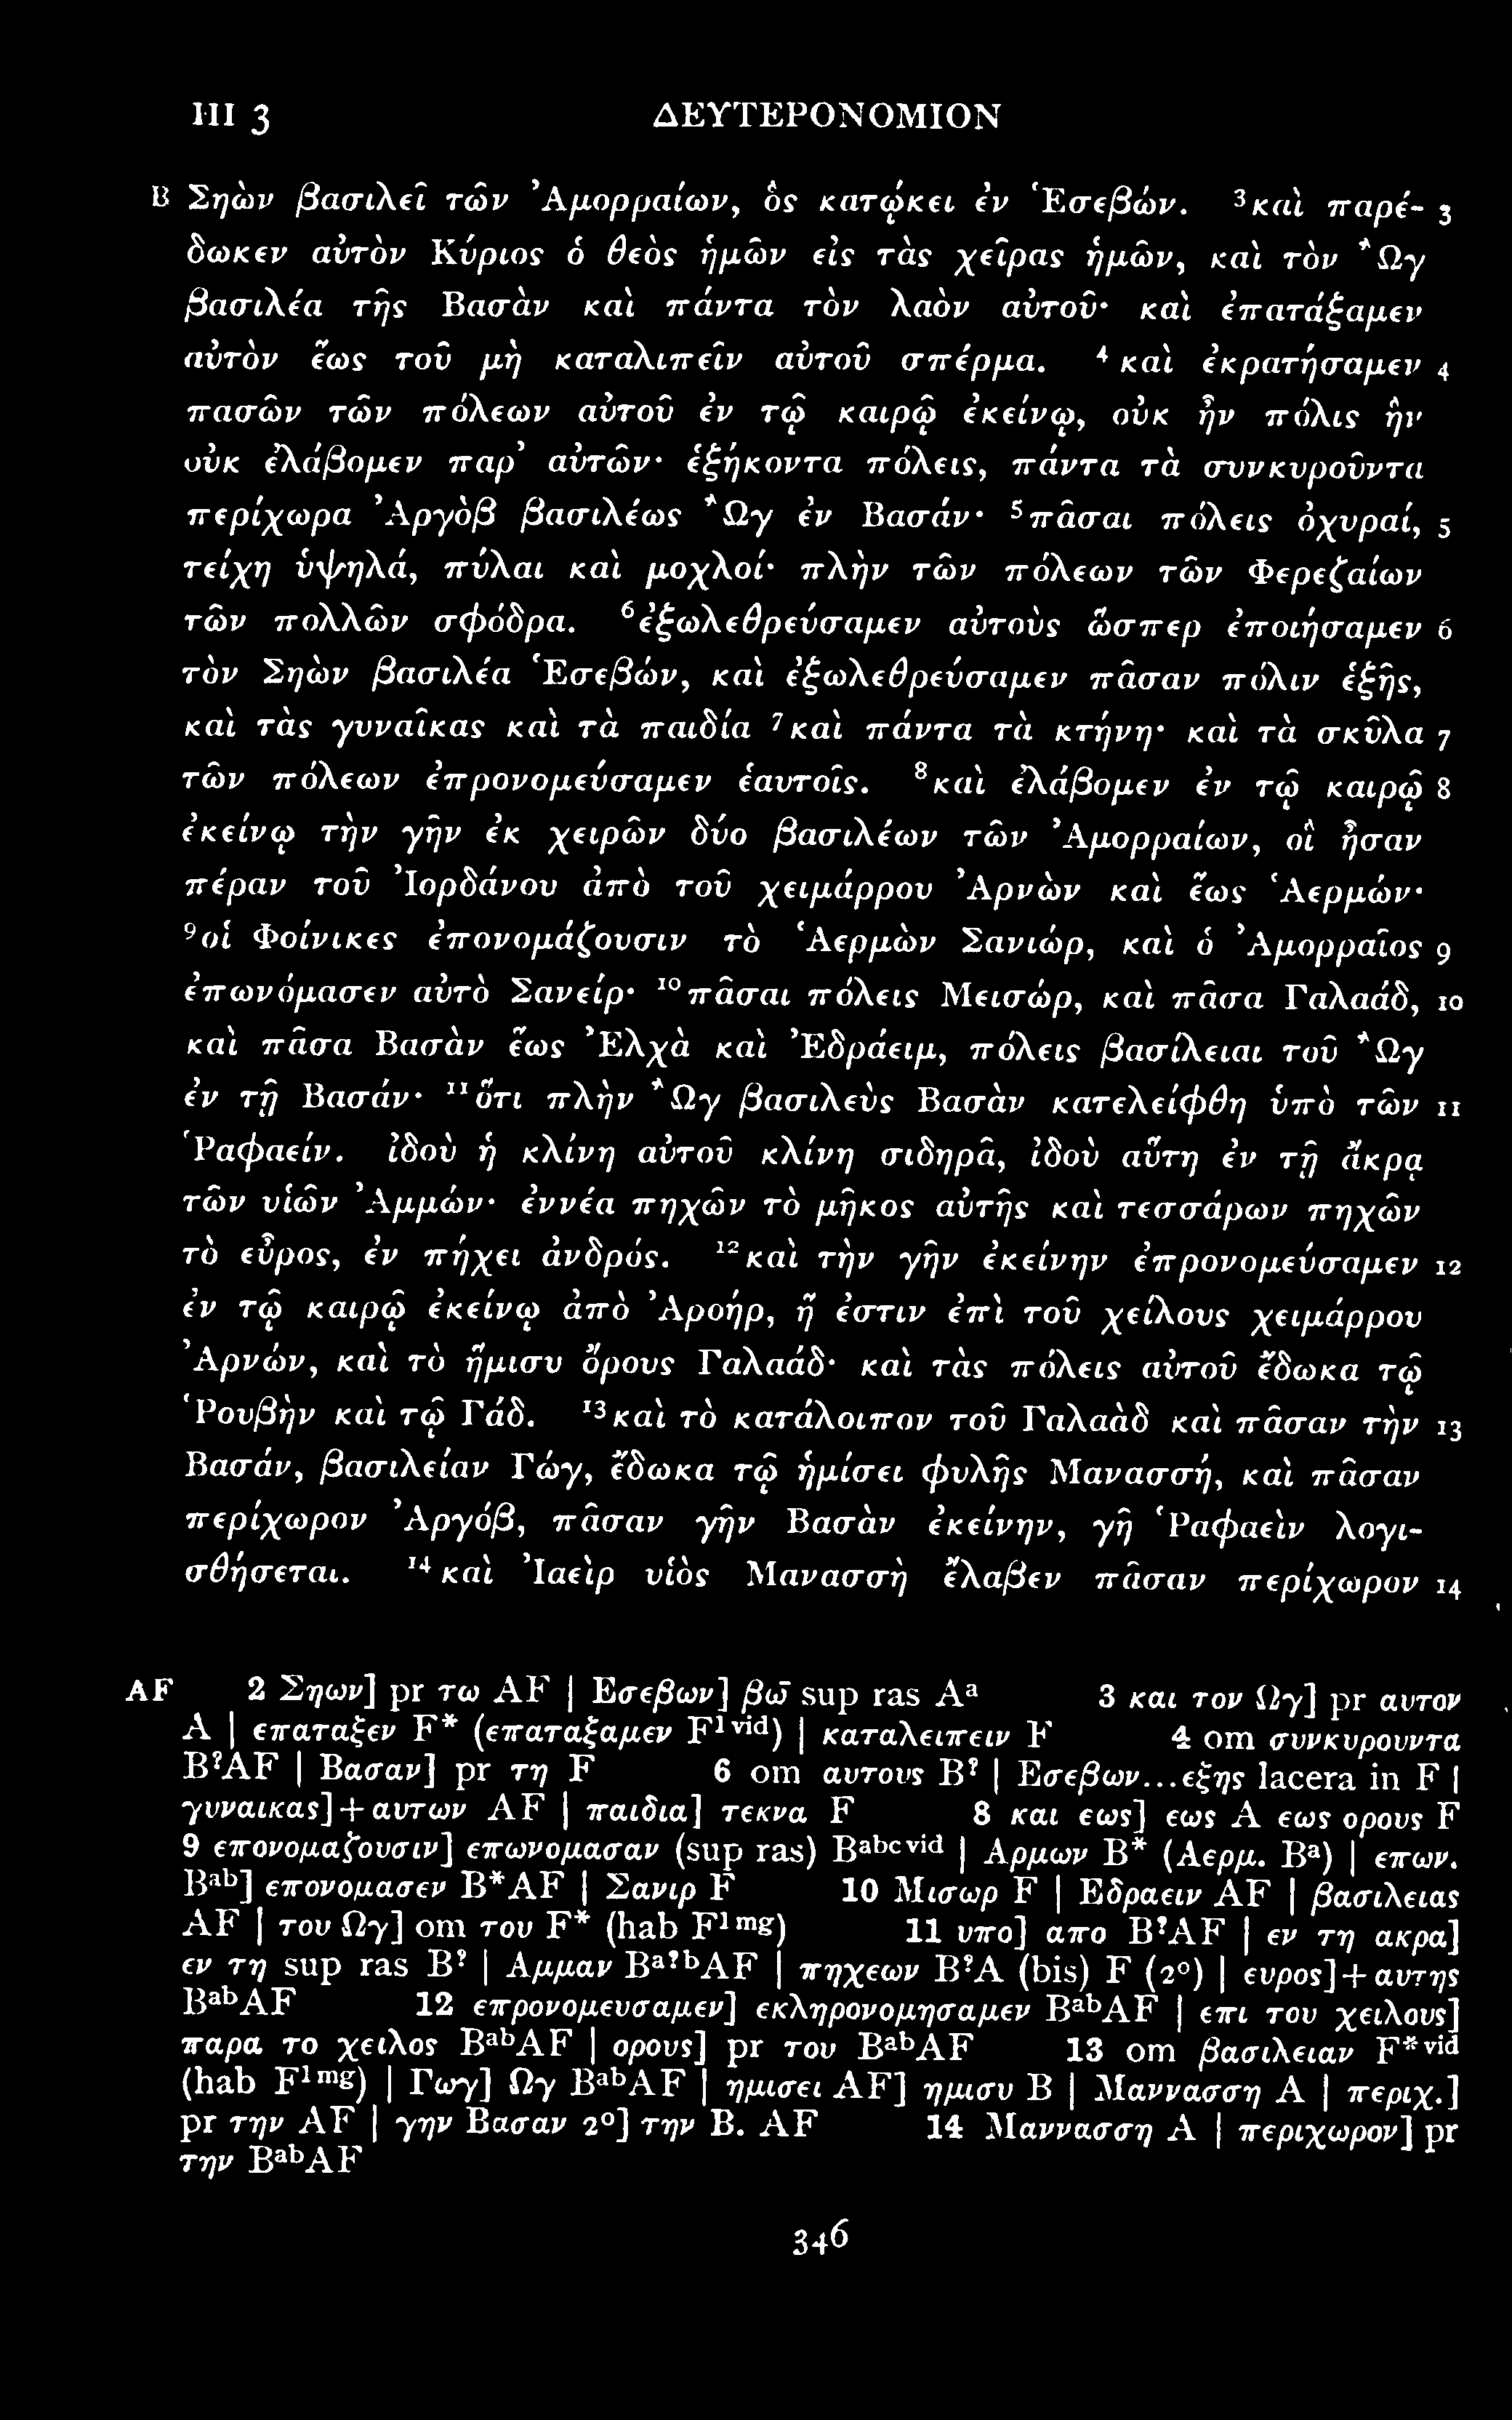 III 3 ΔΕΥΤΕΡΟΝΟΜΙΟΝ
B Σηὼν βασιλεῖ τῶν Ἀμορραίων, ὃς κατῴκει ἐν Ἑσεβών. ³καὶ παρέ- 3
δωκεν αὐτὸν Κύριος ὁ θεὸς ἡμῶν εἰς τὰς χεῖρας ἡμῶν, καὶ τὸν Ὢγ
βασιλέα τῆς Βασὰν καὶ πάντα τὸν λαὸν αὐτοῦ· καὶ ἐπατάξαμεν
αὐτὸν ἕως τοῦ μὴ καταλιπεῖν αὐτοῦ σπέρμα. ⁴καὶ ἐκρατήσαμεν 4
πασῶν τῶν πόλεων αὐτοῦ ἐν τῷ καιρῷ ἐκείνῳ, οὐκ ἦν πόλις ἣν
οὐκ ἐλάβομεν παρ’ αὐτῶν· ἑξήκοντα πόλεις, πάντα τὰ συνκυροῦντα
περίχωρα Ἀργὸβ βασιλέως Ὢγ ἐν Βασάν· ⁵πᾶσαι πόλεις ὀχυραί, 5
τείχη ὑψηλά, πύλαι καὶ μοχλοί· πλὴν τῶν πόλεων τῶν Φερεζαίων
τῶν πολλῶν σφόδρα. ⁶ἐξωλεθρεύσαμεν αὐτοὺς ὥσπερ ἐποιήσαμεν 6
τὸν Σηὼν βασιλέα Ἑσεβών, καὶ ἐξωλεθρεύσαμεν πᾶσαν πόλιν ἑξῆς,
καὶ τὰς γυναῖκας καὶ τὰ παιδία ⁷καὶ πάντα τὰ κτήνη· καὶ τὰ σκῦλα 7
τῶν πόλεων ἐπρονομεύσαμεν ἑαυτοῖς. ⁸καὶ ἐλάβομεν ἐν τῷ καιρῷ 8
ἐκείνῳ τὴν γῆν ἐκ χειρῶν δύο βασιλέων τῶν Ἀμορραίων, οἳ ἦσαν
πέραν τοῦ Ἰορδάνου ἀπὸ τοῦ χειμάρρου Ἀρνὼν καὶ ἕως Ἁερμών·
⁹οἱ Φοίνικες ἐπονομάζουσιν τὸ Ἁερμὼν Σανιώρ, καὶ ὁ Ἀμορραῖος 9
ἐπωνόμασεν αὐτὸ Σανείρ· ¹⁰πᾶσαι πόλεις Μεισώρ, καὶ πᾶσα Γαλαάδ, 10
καὶ πᾶσα Βασὰν ἕως Ἐλχὰ καὶ Ἐδράειμ, πόλεις βασίλειαι τοῦ Ὢγ
ἐν τῇ Βασάν· ¹¹ὅτι πλὴν Ὢγ βασιλεὺς Βασὰν κατελείφθη ὑπὸ τῶν 11
Ῥαφαείν. ἰδοὺ ἡ κλίνη αὐτοῦ κλίνη σιδηρᾶ, ἰδοὺ αὕτη ἐν τῇ ἄκρᾳ
τῶν υἱῶν Ἀμμών· ἐννέα πηχῶν τὸ μῆκος αὐτῆς καὶ τεσσάρων πηχῶν
τὸ εὖρος, ἐν πήχει ἀνδρός. ¹²καὶ τὴν γῆν ἐκείνην ἐπρονομεύσαμεν 12
ἐν τῷ καιρῷ ἐκείνῳ ἀπὸ Ἀροήρ, ἥ ἐστιν ἐπὶ τοῦ χείλους χειμάρρου
Ἀρνών, καὶ τὸ ἥμισυ ὄρους Γαλαάδ· καὶ τὰς πόλεις αὐτοῦ ἔδωκα τῷ
Ῥουβὴν καὶ τῷ Γάδ. ¹³καὶ τὸ κατάλοιπον τοῦ Γαλαὰδ καὶ πᾶσαν τὴν 13
Βασάν, βασιλείαν Γώγ, ἔδωκα τῷ ἡμίσει φυλῆς Μανασσή, καὶ πᾶσαν
περίχωρον Ἀργόβ, πᾶσαν γῆν Βασὰν ἐκείνην, γῆ Ῥαφαεὶν λογι-
σθήσεται. ¹⁴καὶ Ἰαεὶρ υἱὸς Μανασσὴ ἔλαβεν πᾶσαν περίχωρον 14
AF 2 Σηων] pr τω AF | Εσεβων] βω̄ sup ras Aᵃ 3 και τον Ωγ] pr αυτον
A | επαταξεν F* (επαταξαμεν F¹ᵛⁱᵈ) | καταλειπειν F 4 om συνκυρουντα
B?AF | Βασαν] pr τη F 6 om αυτους B? | Εσεβων...εξης lacera in F |
γυναικας]+αυτων AF | παιδια] τεκνα F 8 και εως] εως A εως ορους F
9 επονομαζουσιν] επωνομασαν (sup ras) Bᵃᵇᶜᵛⁱᵈ | Αρμων B* (Αερμ. Bᵃ) | επων.
Bᵃᵇ] επονομασεν B*AF | Σανιρ F 10 Μισωρ F | Εδραειν AF | βασιλειας
AF | του Ωγ] om του F* (hab F¹ᵐᵍ) 11 υπο] απο B?AF | εν τη ακρα]
εν τη sup ras B? | Αμμαν Bᵃ?ᵇAF | πηχεων B?A (bis) F (2º) | ευρος]+αυτης
BᵃᵇAF 12 επρονομευσαμεν] εκληρονομησαμεν BᵃᵇAF | επι του χειλους]
παρα το χειλος BᵃᵇAF | ορους] pr του BᵃᵇAF 13 om βασιλειαν F*ᵛⁱᵈ
(hab F¹ᵐᵍ) | Γωγ] Ωγ BᵃᵇAF | ημισει AF] ημισυ B | Μαννασση A | περιχ.]
pr την AF | γην Βασαν 2º] την B. AF 14 Μαννασση A | περιχωρον] pr
την BᵃᵇAF
346